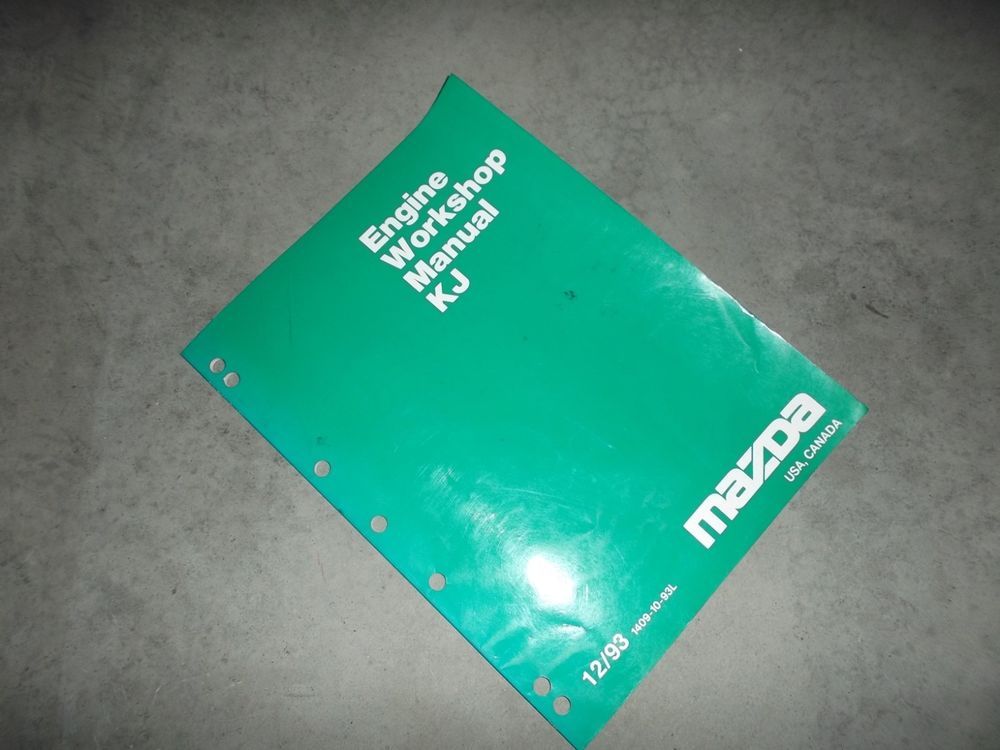 Engine
Workshop
Manual
KJ
mazda
USA, CANADA
12/93 1409-10-93L